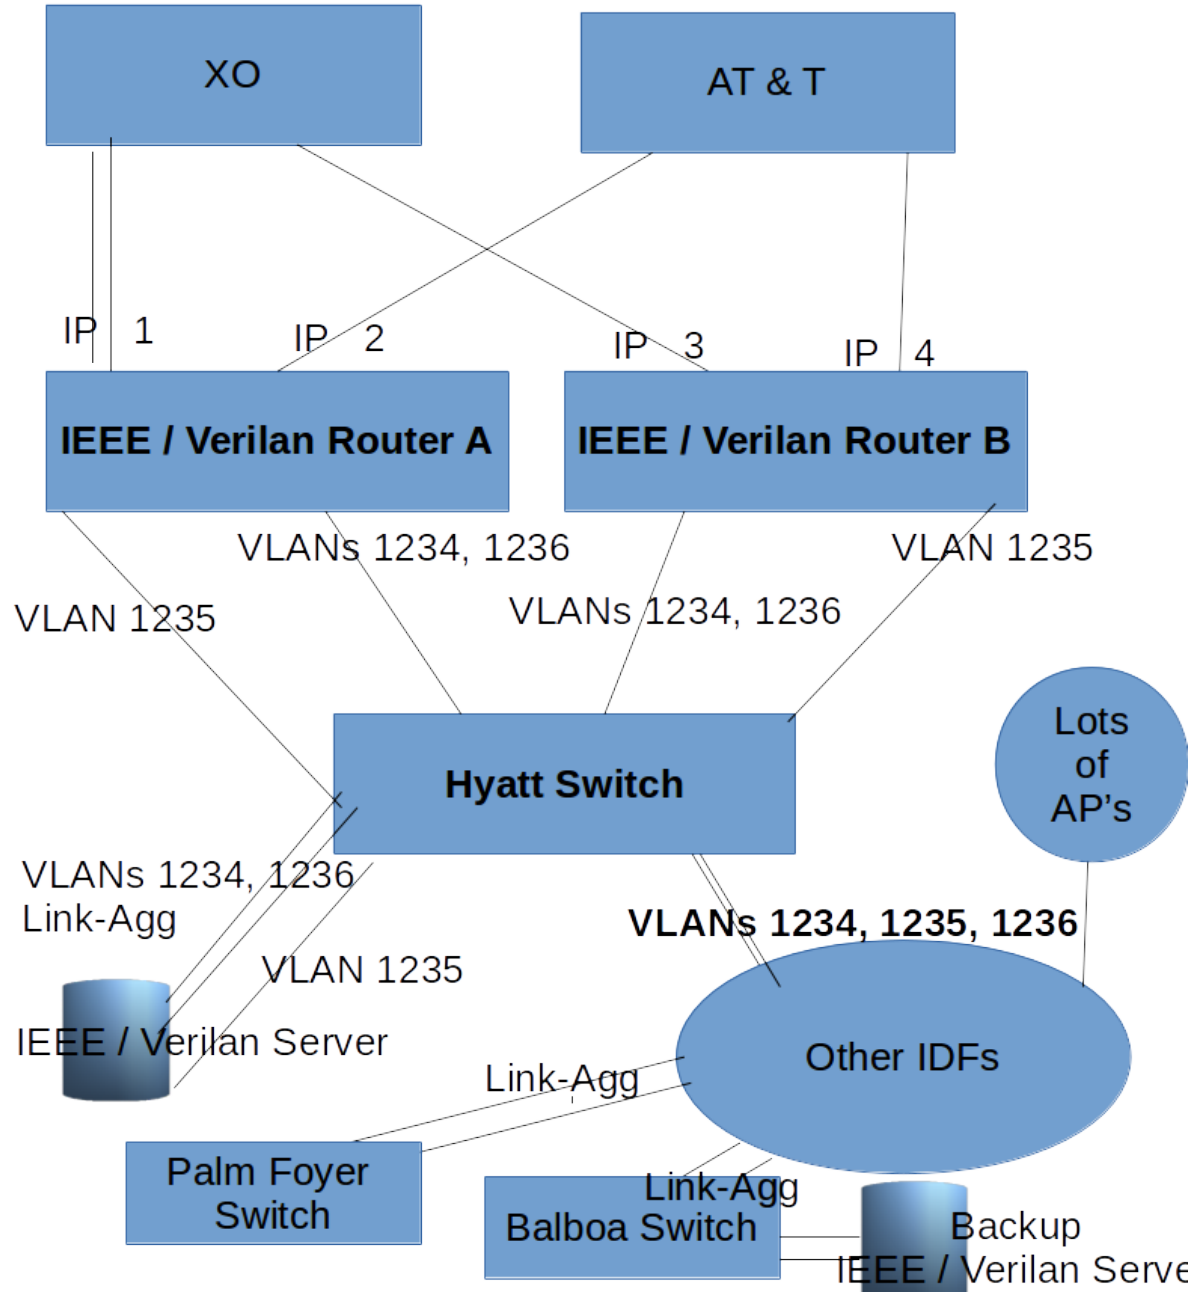 XO
AT & T
IP 1
IP 2
IP 3
IP 4
IEEE / Verilan Router A
IEEE / Verilan Router B
VLANs 1234, 1236
VLAN 1235
VLAN 1235
VLANs 1234, 1236
Lots
of
AP's
Hyatt Switch
VLANs 1234, 1236
Link-Agg
VLANs 1234, 1235, 1236
VLAN 1235
IEEE / Verilan Server
Other IDFs
Link-Agg
Palm Foyer
Switch
Link-Agg
Balboa Switch
Backup
IEEE / Verilan Serve